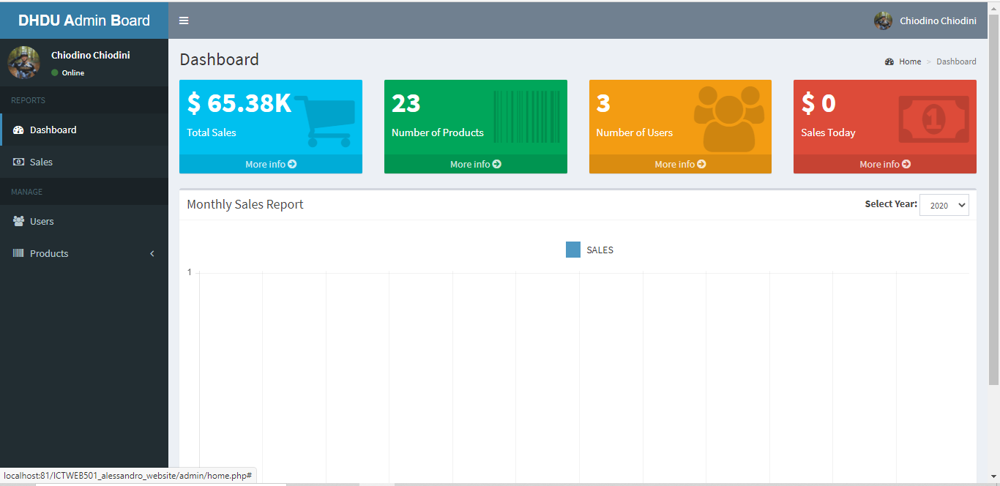 DHDU Admin Board
Chiodino Chiodini
Chiodino Chiodini
Online
REPORTS
Dashboard
Sales
MANAGE
Users
Products
Dashboard
Home > Dashboard
$ 65.38K
Total Sales
More info
23
Number of Products
More info
3
Number of Users
More info
$ 0
1
Sales Today
More info
Monthly Sales Report
Select Year: 2020
SALES
1
localhost:81/ICTWEB501_alessandro_website/admin/home.php#